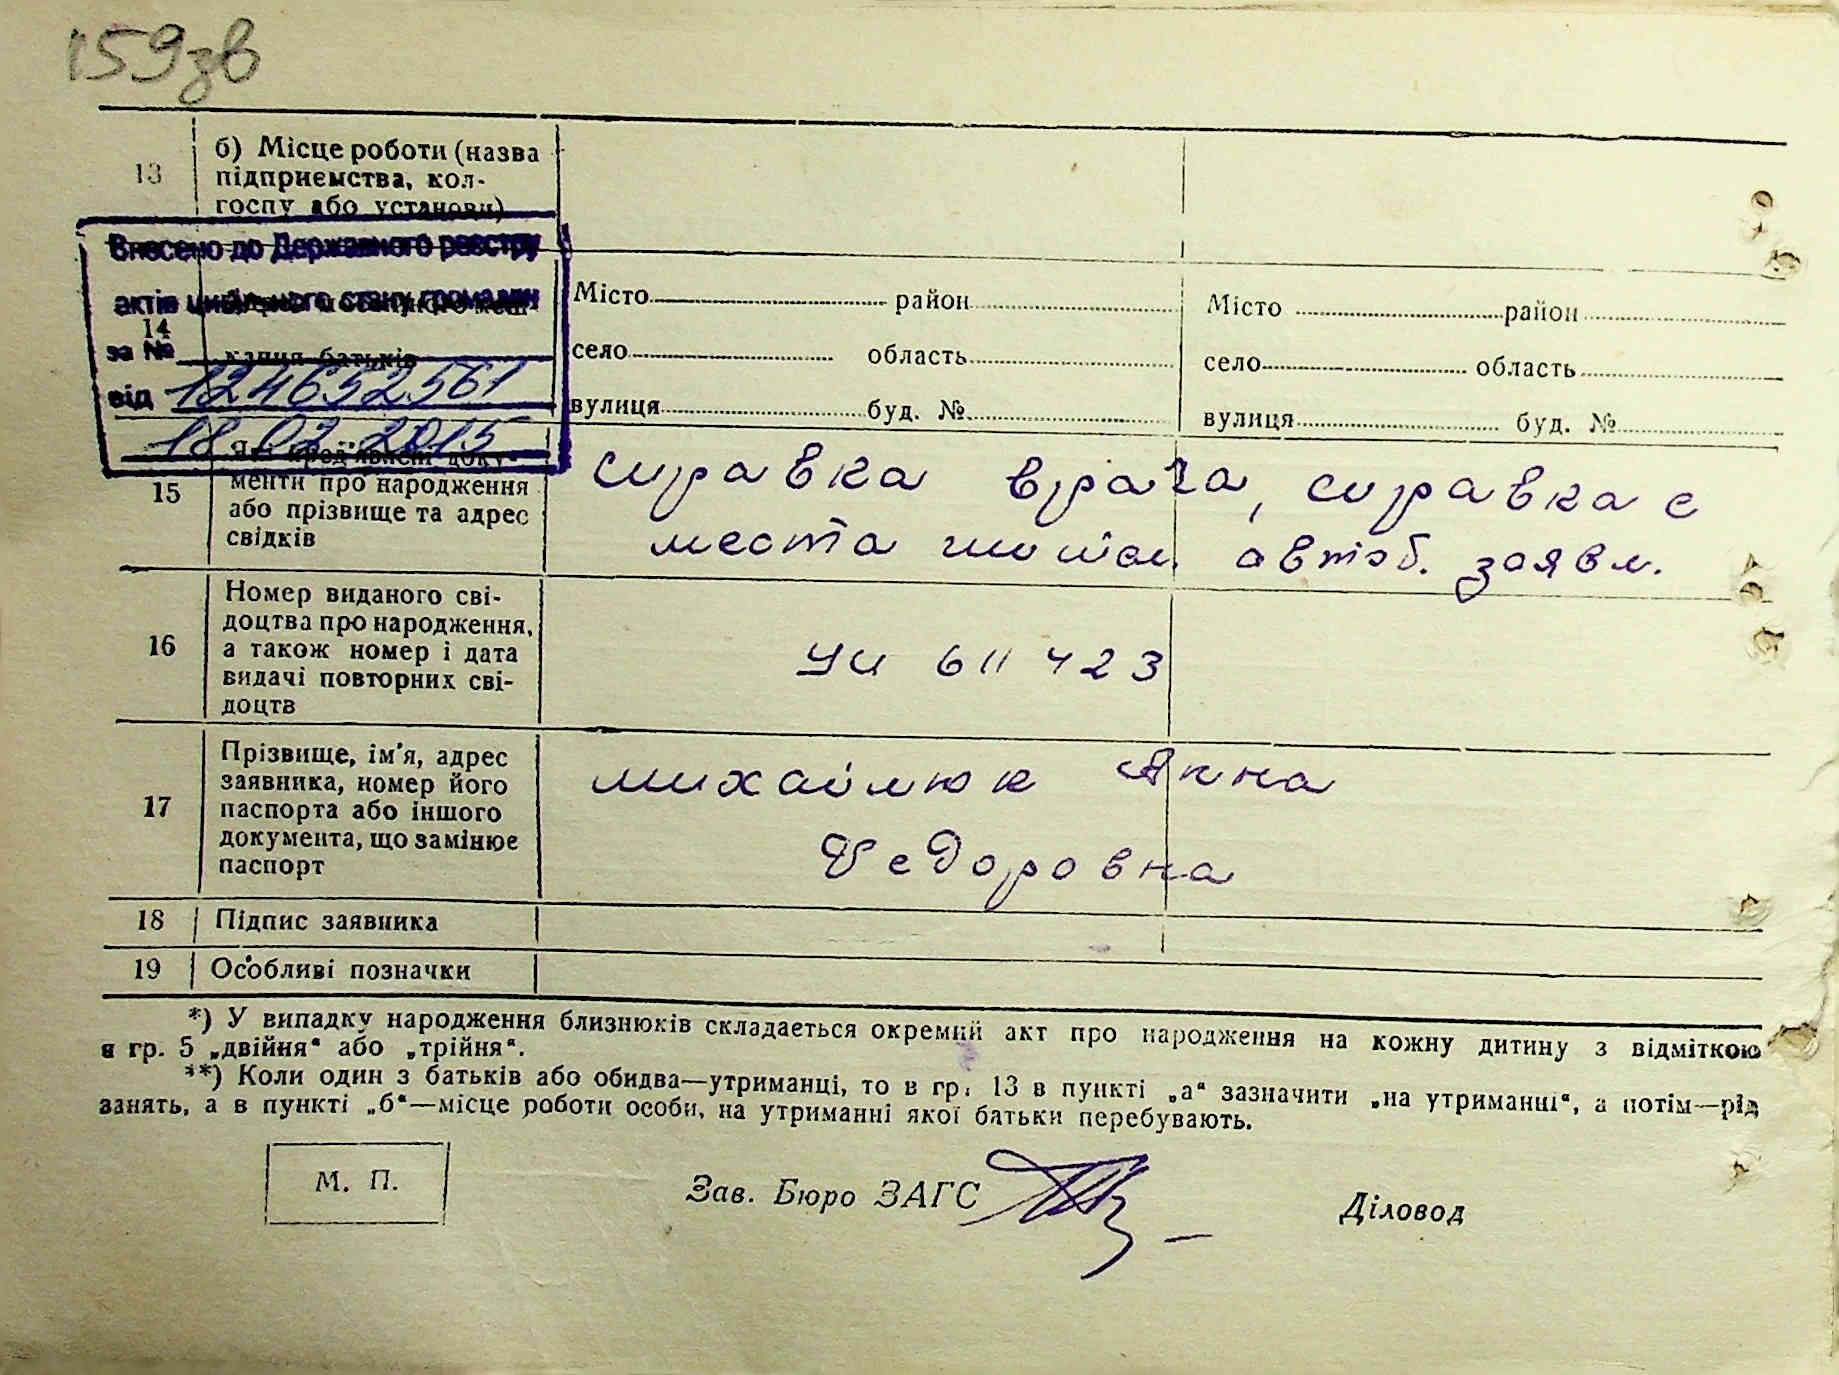 159зв
13
б) Місце роботи (назва
підприємства, кол-
госпу або установи)
Внесено до Державного реєстру
актів цивільного стану громадян
за №
124652561
від
18.02.2015
14
кання батьків
Місто район
село область
вулиця буд. №
Місто район
село область
вулиця буд. №
15
Які пред'явлені доку-
менти про народження
або прізвище та адрес
свідків
справка врача, справка с
места автоб. заявл.
16
Номер виданого сві-
доцтва про народження,
а також номер і дата
видачі повторних сві-
доцтв
УИ 611423
17
Прізвище, ім'я, адрес
заявника, номер його
паспорта або іншого
документа, що замінює
паспорт
Михайлюк Анна
Федоровна
18 Підпис заявника
19 Особливі позначки
*) У випадку народження близнюків складається окремий акт про народження на кожну дитину з відміткою
в гр. 5 „двійня“ або „трійня“.
**) Коли один з батьків або обидва—утриманці, то в гр. 13 в пункті „а“ зазначити „на утриманні“, а потім—рід
занять, а в пункті „б“—місце роботи особи, на утриманні якої батьки перебувають.
М. П.
Зав. Бюро ЗАГС
Діловод